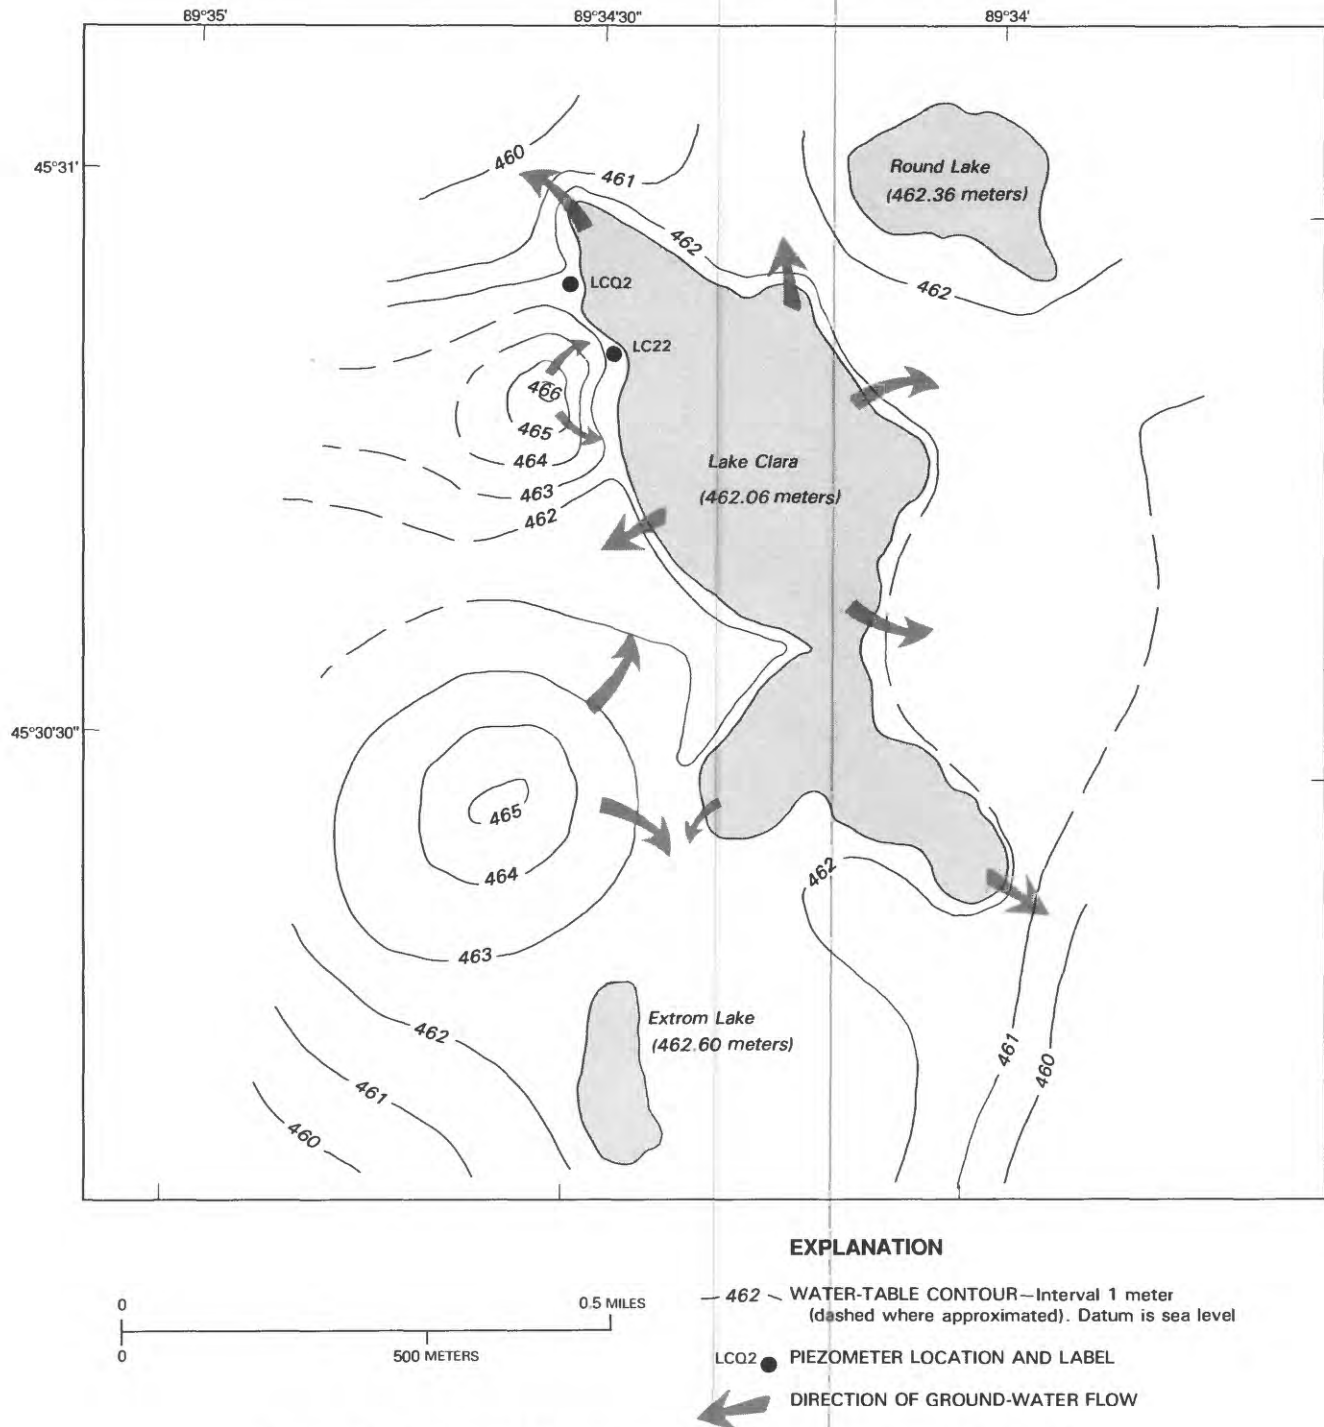 89°35'
89°34'30"
89°34'
45°31'
460
461
Round Lake
(462.36 meters)
462
LCQ2
462
LC22
466
465
464
Lake Clara
(462.06 meters)
463
462
45°30'30"
465
464
462
463
Extrom Lake
(462.60 meters)
462
461
460
461
460
EXPLANATION
462 WATER-TABLE CONTOUR—Interval 1 meter
(dashed where approximated). Datum is sea level
0 0.5 MILES
0 500 METERS
LCQ2 PIEZOMETER LOCATION AND LABEL
DIRECTION OF GROUND-WATER FLOW